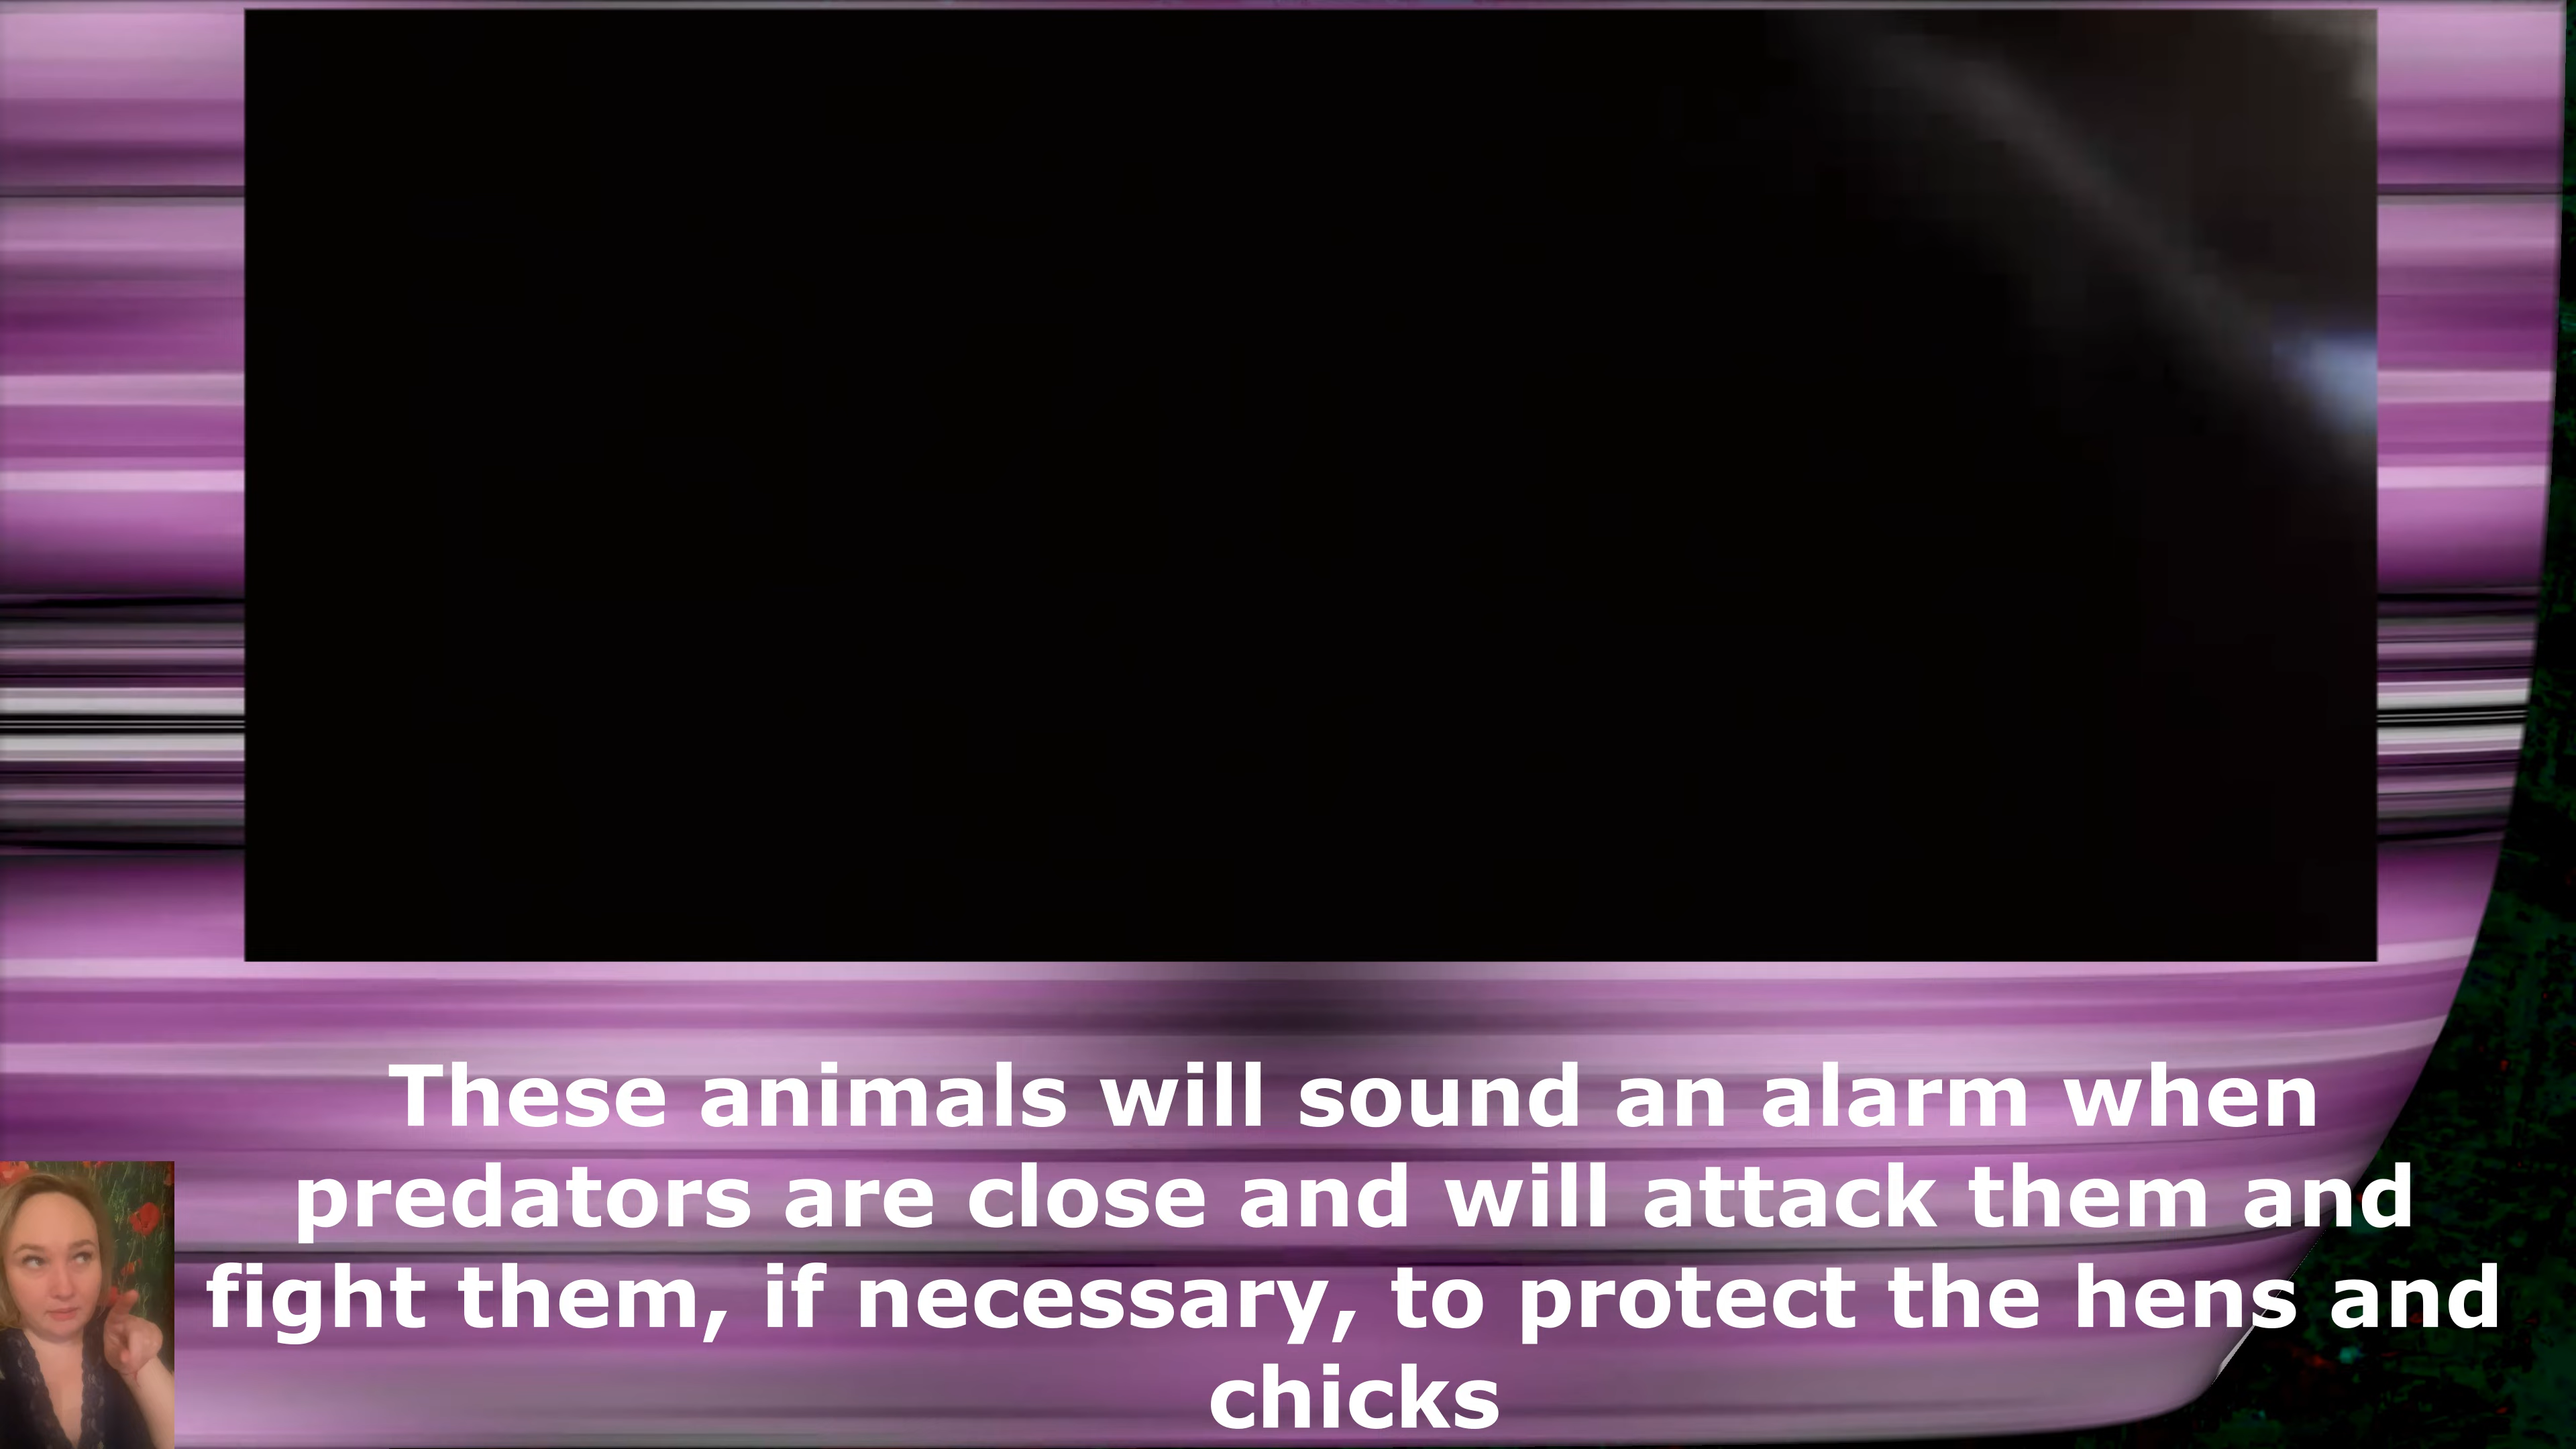 These animals will sound an alarm when
predators are close and will attack them and
fight them, if necessary, to protect the hens and
chicks